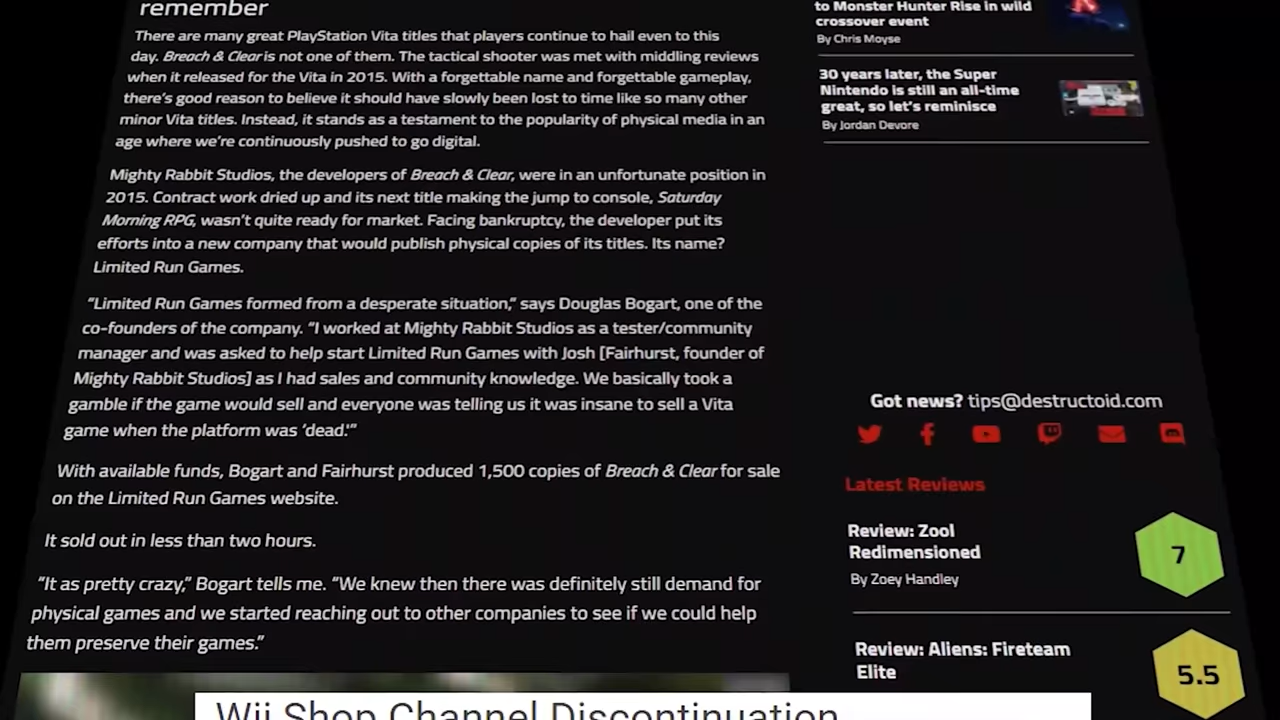 remember
There are many great PlayStation Vita titles that players continue to hail even to this
day. Breach & Clear is not one of them. The tactical shooter was met with middling reviews
when it released for the Vita in 2015. With a forgettable name and forgettable gameplay,
there's good reason to believe it should have slowly been lost to time like so many other
minor Vita titles. Instead, it stands as a testament to the popularity of physical media in an
age where we're continuously pushed to go digital.
Mighty Rabbit Studios, the developers of Breach & Clear, were in an unfortunate position in
2015. Contract work dried up and its next title making the jump to console, Saturday
Morning RPG, wasn't quite ready for market. Facing bankruptcy, the developer put its
efforts into a new company that would publish physical copies of its titles. Its name?
Limited Run Games.
“Limited Run Games formed from a desperate situation,” says Douglas Bogart, one of the
co-founders of the company. “I worked at Mighty Rabbit Studios as a tester/community
manager and was asked to help start Limited Run Games with Josh [Fairhurst, founder of
Mighty Rabbit Studios] as I had sales and community knowledge. We basically took a
gamble if the game would sell and everyone was telling us it was insane to sell a Vita
game when the platform was ‘dead.’”
With available funds, Bogart and Fairhurst produced 1,500 copies of Breach & Clear for sale
on the Limited Run Games website.
It sold out in less than two hours.
“It as pretty crazy,” Bogart tells me. “We knew then there was definitely still demand for
physical games and we started reaching out to other companies to see if we could help
them preserve their games.”
to Monster Hunter Rise in wild
crossover event
By Chris Moyse
30 years later, the Super
Nintendo is still an all-time
great, so let's reminisce
By Jordan Devore
Got news? tips@destructoid.com
Latest Reviews
Review: Zool
Redimensioned
By Zoey Handley
7
Review: Aliens: Fireteam
Elite
5.5
Wii Shop Channel Discontinuation